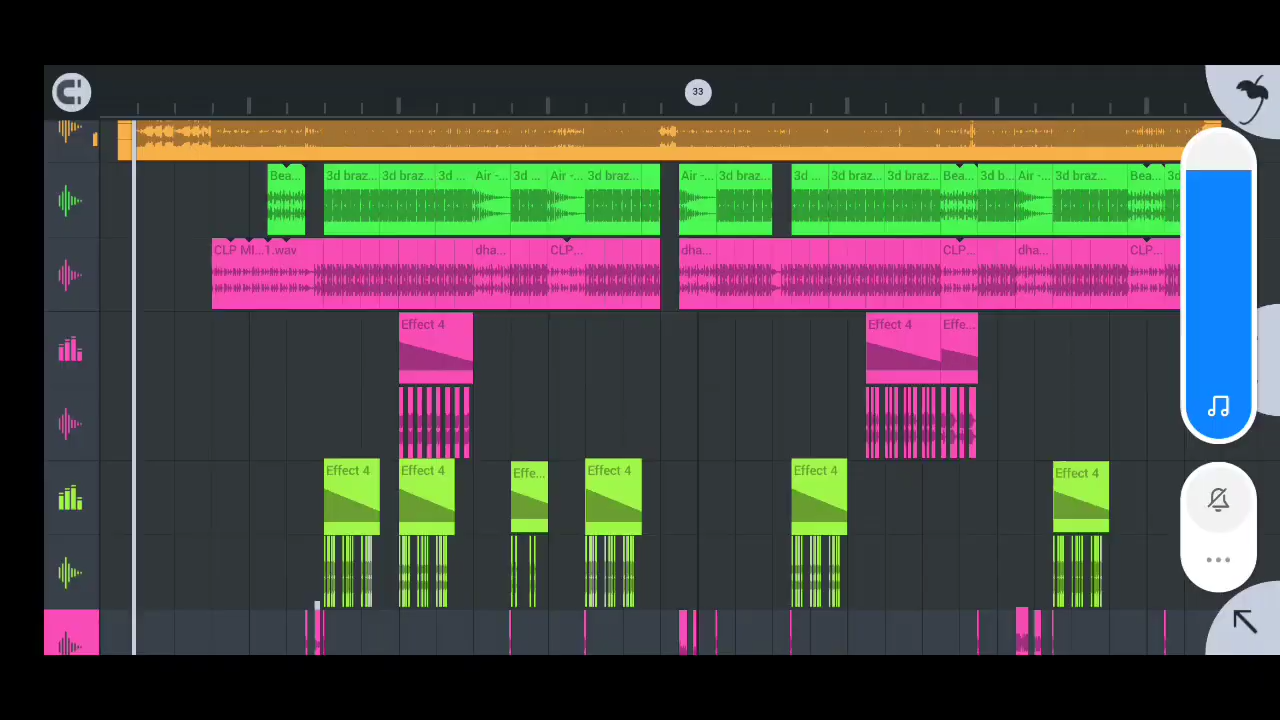 33
Bea... 3d braz... 3d braz... 3d ... Air -... 3d ... Air -... 3d braz... Air -... 3d braz... 3d ... 3d braz... 3d braz... Bea... 3d b... Air -... 3d braz... Bea... 3d
CLP MI...1.wav dha... CLP... dha... CLP... dha... CLP...
Effect 4 Effect 4 Effe...
Effect 4 Effect 4 Effe... Effect 4 Effect 4 Effect 4